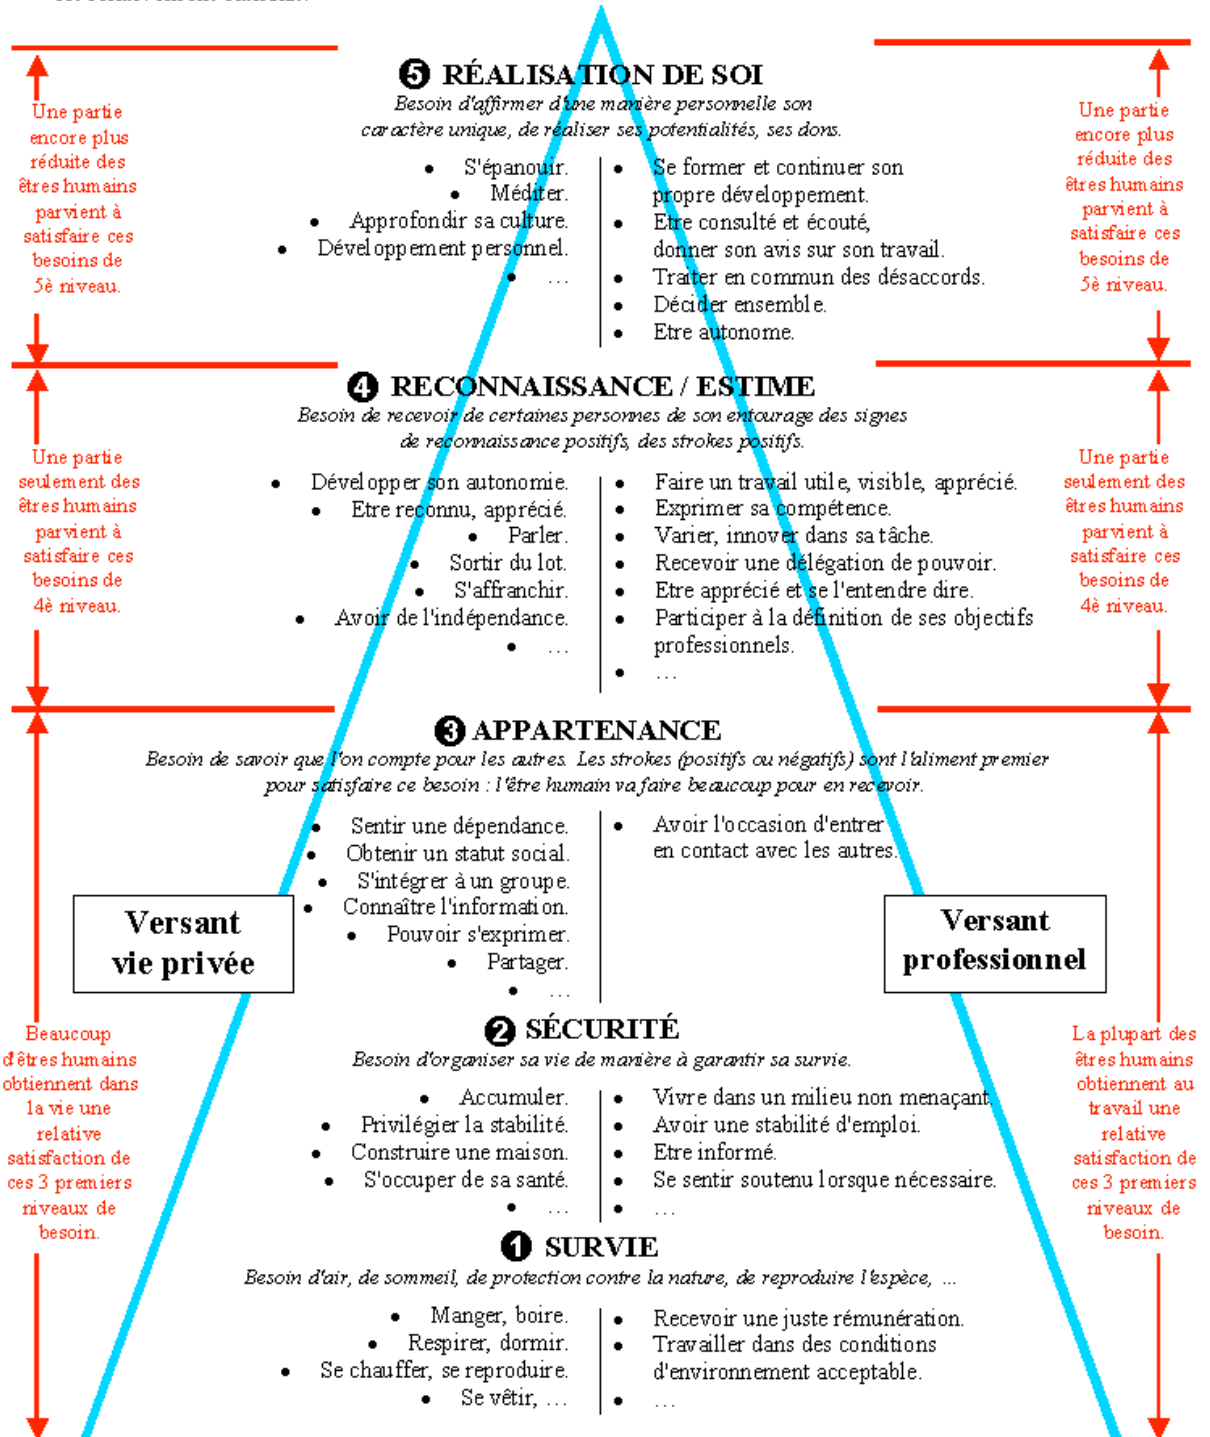 ❺ RÉALISATION DE SOI
Besoin d'affirmer d'une manière personnelle son
caractère unique, de réaliser ses potentialités, ses dons.
• S'épanouir.
• Méditer.
• Approfondir sa culture.
• Développement personnel.
• ...
• Se former et continuer son
propre développement.
• Etre consulté et écouté,
donner son avis sur son travail.
• Traiter en commun des désaccords.
• Décider ensemble.
• Etre autonome.
Une partie
encore plus
réduite des
êtres humains
parvient à
satisfaire ces
besoins de
5è niveau.
Une partie
encore plus
réduite des
êtres humains
parvient à
satisfaire ces
besoins de
5è niveau.
❹ RECONNAISSANCE / ESTIME
Besoin de recevoir de certaines personnes de son entourage des signes
de reconnaissance positifs, des strokes positifs.
• Développer son autonomie.
• Etre reconnu, apprécié.
• Parler.
• Sortir du lot.
• S'affranchir.
• Avoir de l'indépendance.
• ...
• Faire un travail utile, visible, apprécié.
• Exprimer sa compétence.
• Varier, innover dans sa tâche.
• Recevoir une délégation de pouvoir.
• Etre apprécié et se l'entendre dire.
• Participer à la définition de ses objectifs
professionnels.
• ...
Une partie
seulement des
êtres humains
parvient à
satisfaire ces
besoins de
4è niveau.
Une partie
seulement des
êtres humains
parvient à
satisfaire ces
besoins de
4è niveau.
❸ APPARTENANCE
Besoin de savoir que l'on compte pour les autres. Les strokes (positifs ou négatifs) sont l'aliment premier
pour satisfaire ce besoin : l'être humain va faire beaucoup pour en recevoir.
• Sentir une dépendance.
• Obtenir un statut social.
• S'intégrer à un groupe.
• Connaître l'information.
• Pouvoir s'exprimer.
• Partager.
• ...
• Avoir l'occasion d'entrer
en contact avec les autres.
Versant
vie privée
Versant
professionnel
❷ SÉCURITÉ
Besoin d'organiser sa vie de manière à garantir sa survie.
• Accumuler.
• Privilégier la stabilité.
• Construire une maison.
• S'occuper de sa santé.
• ...
• Vivre dans un milieu non menaçant.
• Avoir une stabilité d'emploi.
• Etre informé.
• Se sentir soutenu lorsque nécessaire.
• ...
Beaucoup
d'êtres humains
obtiennent dans
la vie une
relative
satisfaction de
ces 3 premiers
niveaux de
besoin.
La plupart des
êtres humains
obtiennent au
travail une
relative
satisfaction de
ces 3 premiers
niveaux de
besoin.
❶ SURVIE
Besoin d'air, de sommeil, de protection contre la nature, de reproduire l'espèce, ...
• Manger, boire.
• Respirer, dormir.
• Se chauffer, se reproduire.
• Se vêtir, ...
• Recevoir une juste rémunération.
• Travailler dans des conditions
d'environnement acceptable.
• ...